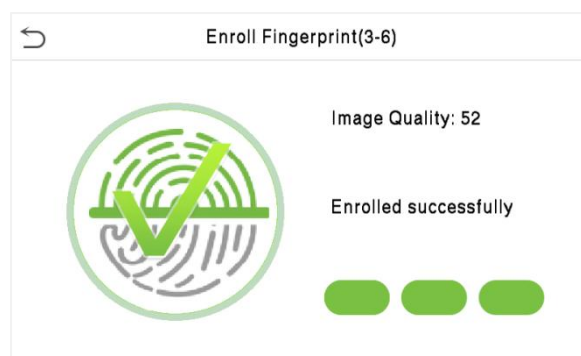 Enroll Fingerprint(3-6)
Image Quality: 52
Enrolled successfully